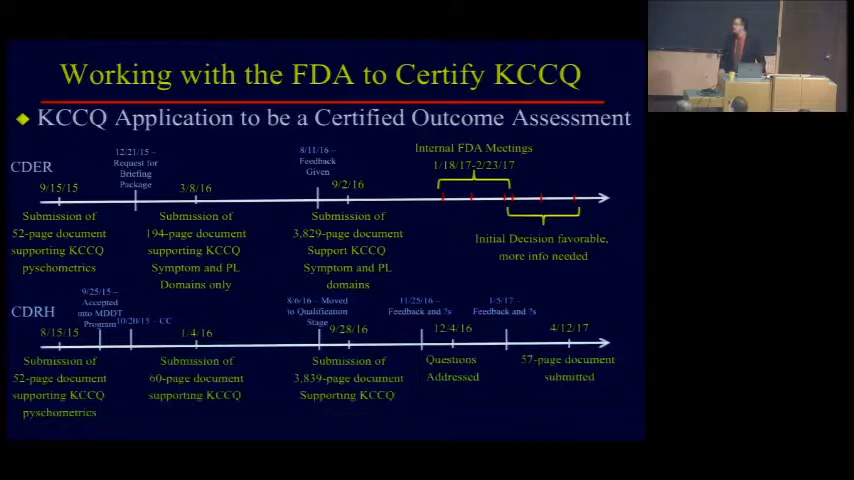 Working with the FDA to Certify KCCQ
KCCQ Application to be a Certified Outcome Assessment
CDER
9/15/15
12/21/15 –
Request for
Briefing
Package
3/8/16
8/11/16 –
Feedback
Given
9/2/16
Internal FDA Meetings
1/18/17-2/23/17
Submission of
52-page document
supporting KCCQ
pyschometrics
Submission of
194-page document
supporting KCCQ
Symptom and PL
Domains only
Submission of
3,829-page document
Support KCCQ
Symptom and PL
domains
Initial Decision favorable,
more info needed
CDRH
8/15/15
9/25/15 –
Accepted
into MDDT
Program
10/20/15 – CC
1/4/16
8/6/16 – Moved
to Qualification
Stage
9/28/16
11/25/16 –
Feedback and ?s
12/4/16
1/5/17 –
Feedback and ?s
4/12/17
Submission of
52-page document
supporting KCCQ
pyschometrics
Submission of
60-page document
supporting KCCQ
Submission of
3,839-page document
Supporting KCCQ
Questions
Addressed
57-page document
submitted